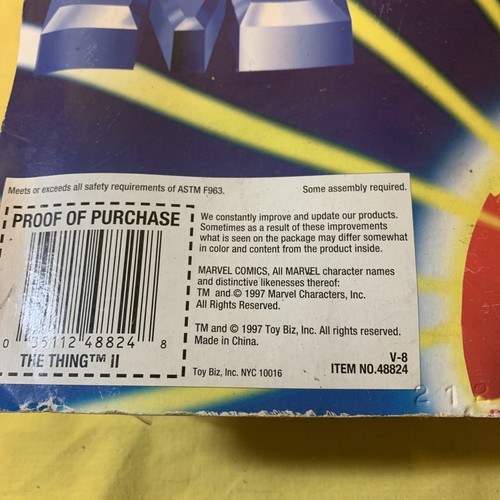 Meets or exceeds all safety requirements of ASTM F963.
Some assembly required.
PROOF OF PURCHASE
0 35112 48824 8
THE THING™ II
We constantly improve and update our products.
Sometimes as a result of these improvements
what is seen on the package may differ somewhat
in color and content from the product inside.
MARVEL COMICS, All MARVEL character names
and distinctive likenesses thereof:
TM and © 1997 Marvel Characters, Inc.
All Rights Reserved.
TM and © 1997 Toy Biz, Inc. All rights reserved.
Made in China.
Toy Biz, Inc. NYC 10016
V-8
ITEM NO.48824